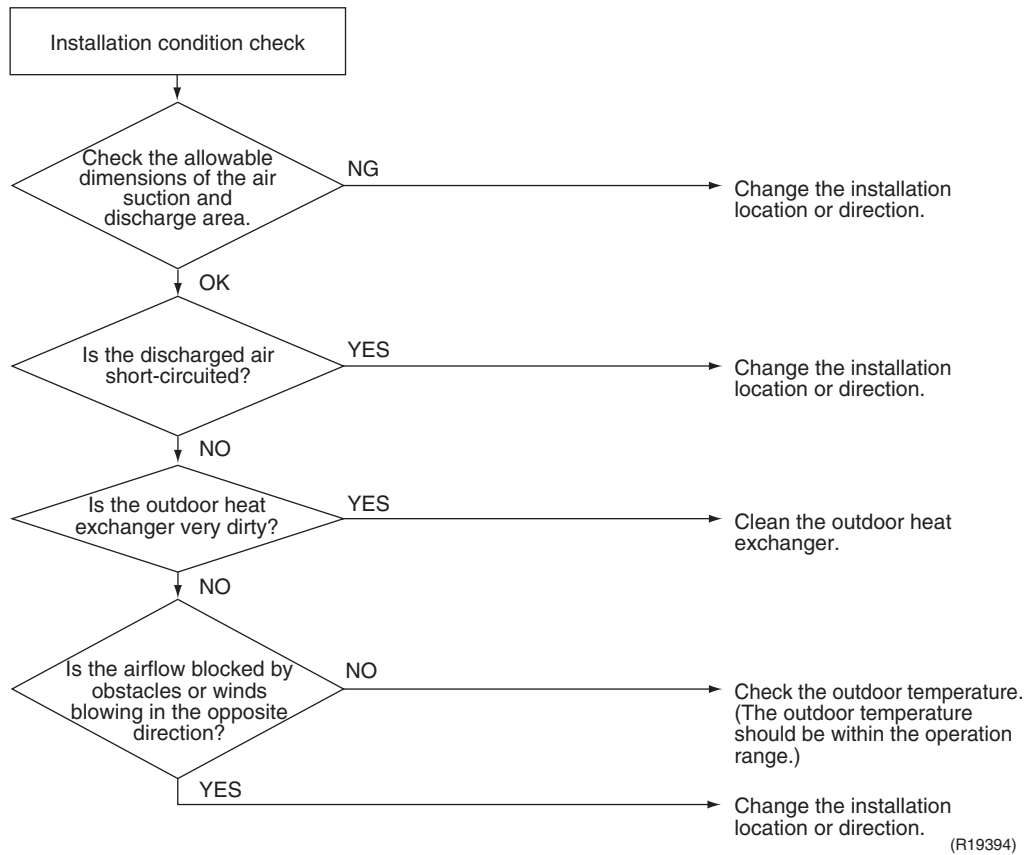 Installation condition check
Check the allowable
dimensions of the air
suction and
discharge area.
NG
Change the installation
location or direction.
OK
Is the discharged air
short-circuited?
YES
Change the installation
location or direction.
NO
Is the outdoor heat
exchanger very dirty?
YES
Clean the outdoor heat
exchanger.
NO
Is the airflow blocked by
obstacles or winds
blowing in the opposite
direction?
NO
Check the outdoor temperature.
(The outdoor temperature
should be within the operation
range.)
YES
Change the installation
location or direction.
(R19394)